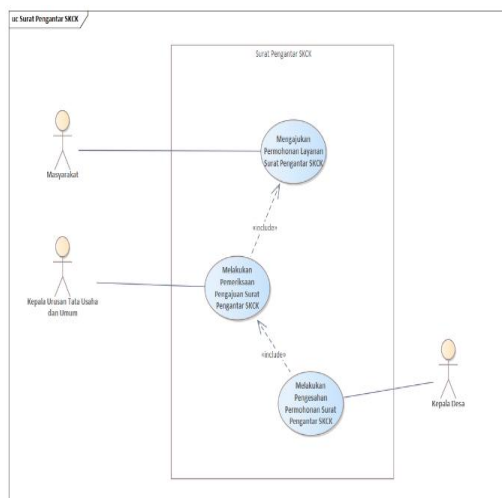 uc Surat Pengantar SKCK
Surat Pengantar SKCK
Mengajukan
Permohonan Layanan
Surat Pengantar SKCK
Masyarakat
«include»
Melakukan
Pemeriksaan
Pengajuan Surat
Pengantar SKCK
Kepala Urusan Tata Usaha
dan Umum
«include»
Melakukan
Pengesahan
Permohonan Surat
Pengantar SKCK
Kepala Desa